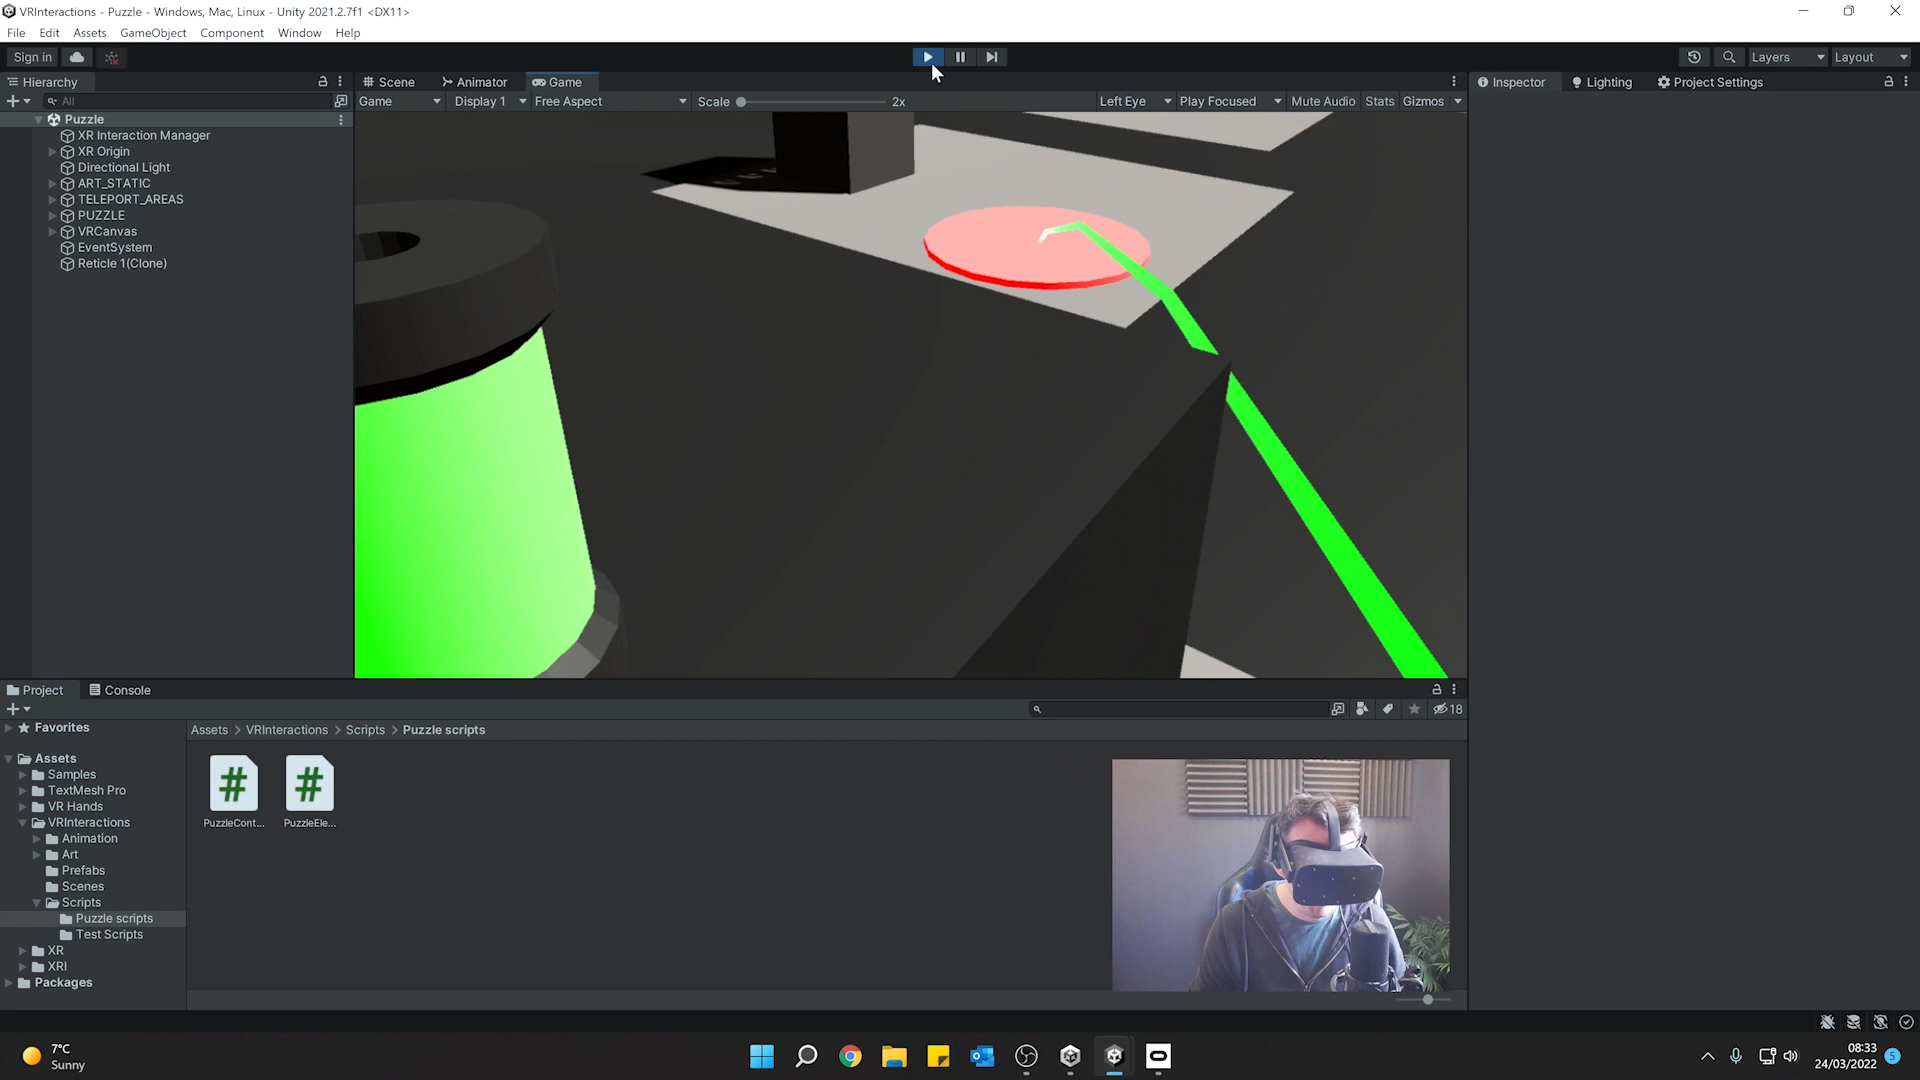 VRInteractions - Puzzle - Windows, Mac, Linux - Unity 2021.2.7f1 <DX11>
File Edit Assets GameObject Component Window Help
Sign in Layers Layout
Hierarchy Scene Animator Game Inspector Lighting Project Settings
All Game Display 1 Free Aspect Scale 2x Left Eye Play Focused Mute Audio Stats Gizmos
Puzzle
XR Interaction Manager
XR Origin
Directional Light
ART_STATIC
TELEPORT_AREAS
PUZZLE
VRCanvas
EventSystem
Reticle 1(Clone)
Project Console
18
Favorites
Assets > VRInteractions > Scripts > Puzzle scripts
Assets
Samples
TextMesh Pro
VR Hands
VRInteractions
Animation
Art
Prefabs
Scenes
Scripts
Puzzle scripts
Test Scripts
XR
XRI
Packages
PuzzleCont... PuzzleEle...
7°C
Sunny
08:33
24/03/2022
5